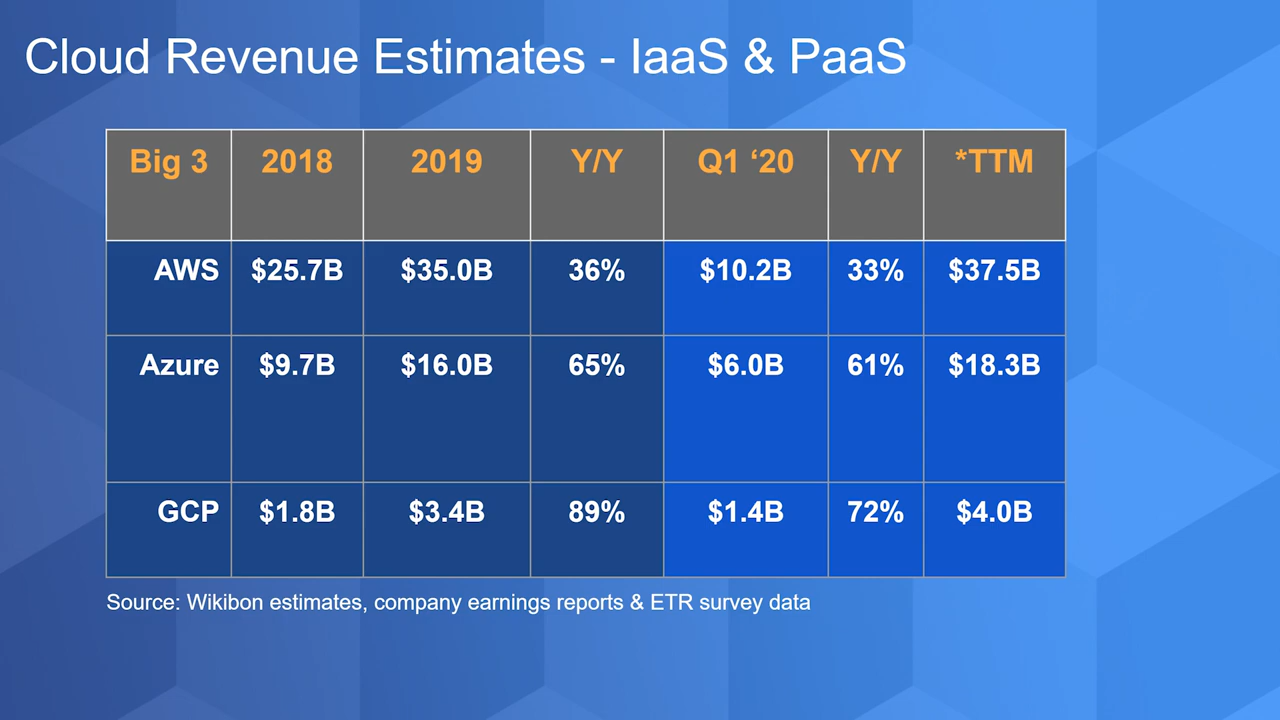 Cloud Revenue Estimates - IaaS & PaaS
Big 3 2018 2019 Y/Y Q1 ‘20 Y/Y *TTM
AWS $25.7B $35.0B 36% $10.2B 33% $37.5B
Azure $9.7B $16.0B 65% $6.0B 61% $18.3B
GCP $1.8B $3.4B 89% $1.4B 72% $4.0B
Source: Wikibon estimates, company earnings reports & ETR survey data